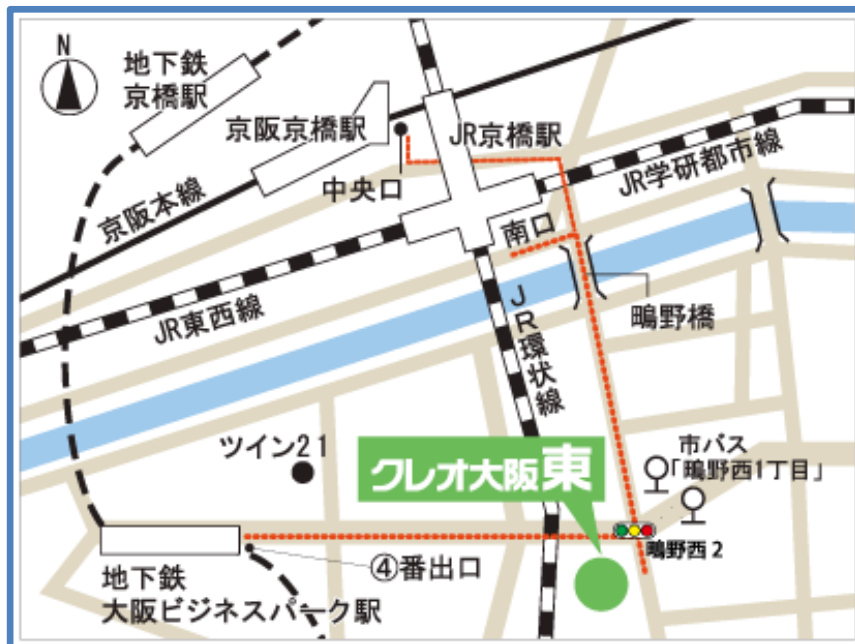 N
地下鉄
京橋駅
京阪京橋駅
JR京橋駅
中央口
京阪本線
JR学研都市線
南口
JR東西線
JR環状線
鴫野橋
ツイン21
クレオ大阪東
市バス
「鴫野西1丁目」
鴫野西2
④番出口
地下鉄
大阪ビジネスパーク駅